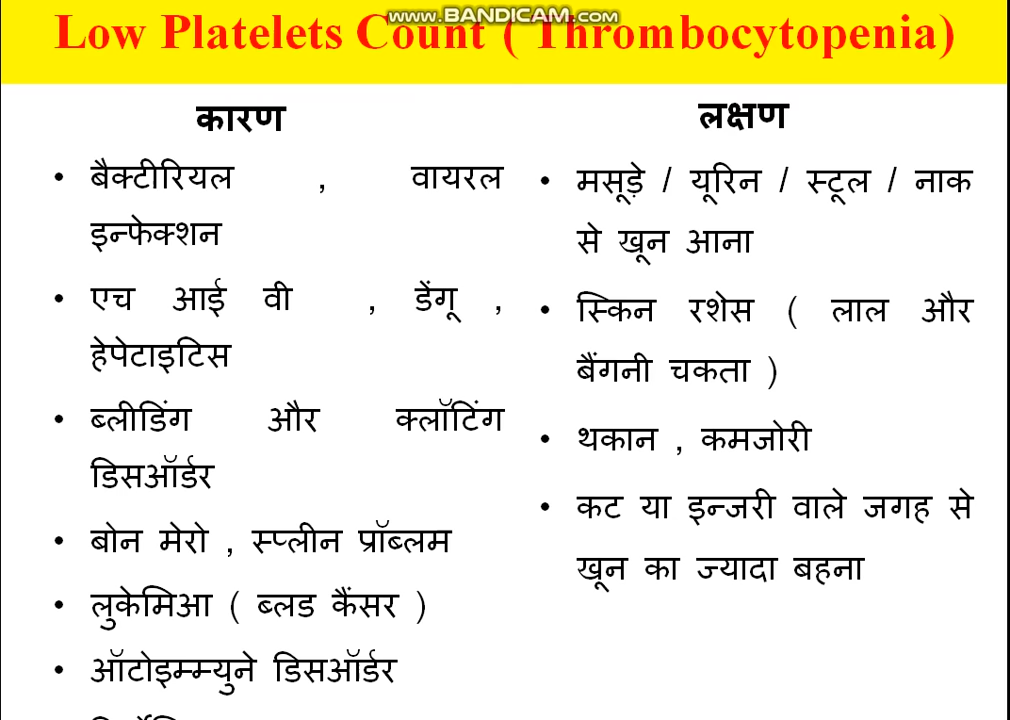 www.BANDICAM.com
Low Platelets Count ( Thrombocytopenia)
कारण
• बैक्टीरियल , वायरल
इन्फेक्शन
• एच आई वी , डेंगू ,
हेपेटाइटिस
• ब्लीडिंग और क्लॉटिंग
डिसऑर्डर
• बोन मेरो , स्प्लीन प्रॉब्लम
• लुकेमिआ ( ब्लड कैंसर )
• ऑटोइम्म्युने डिसऑर्डर
लक्षण
• मसूड़े / यूरिन / स्टूल / नाक
से खून आना
• स्किन रशेस ( लाल और
बैंगनी चकता )
• थकान , कमजोरी
• कट या इन्जरी वाले जगह से
खून का ज्यादा बहना